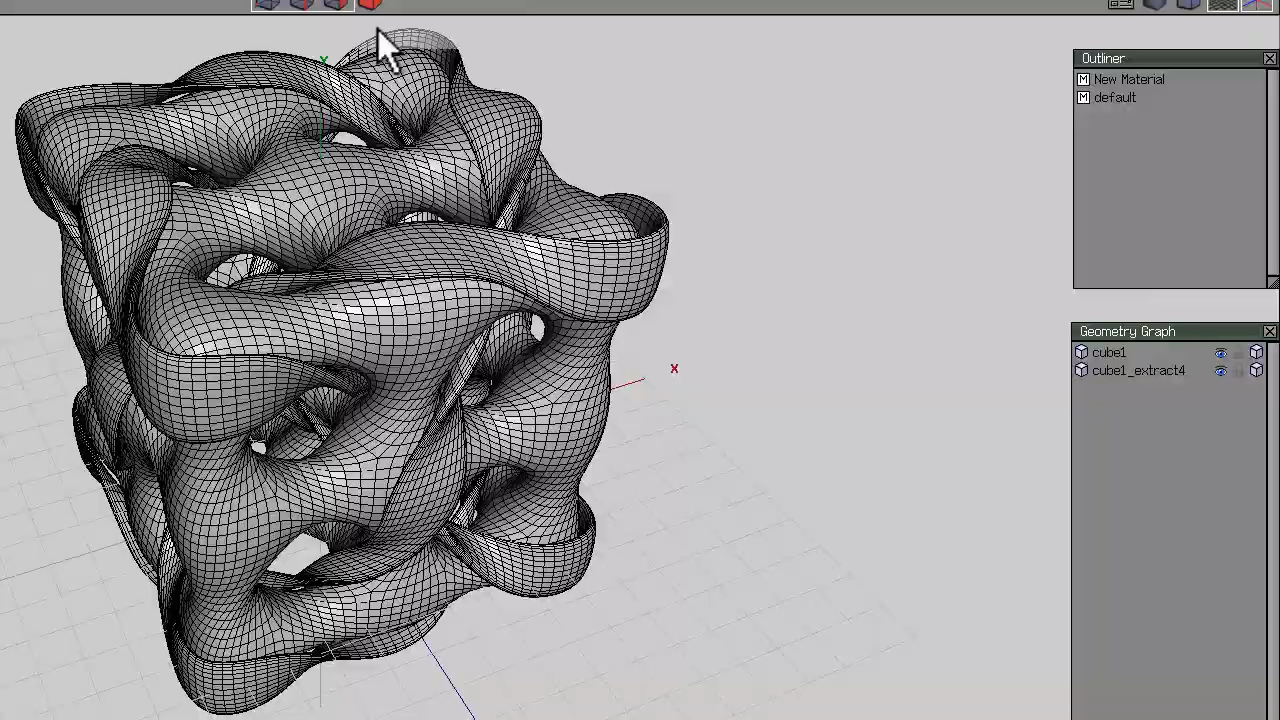 Outliner
M New Material
M default
Y
Geometry Graph
cube1
X
cube1_extract4